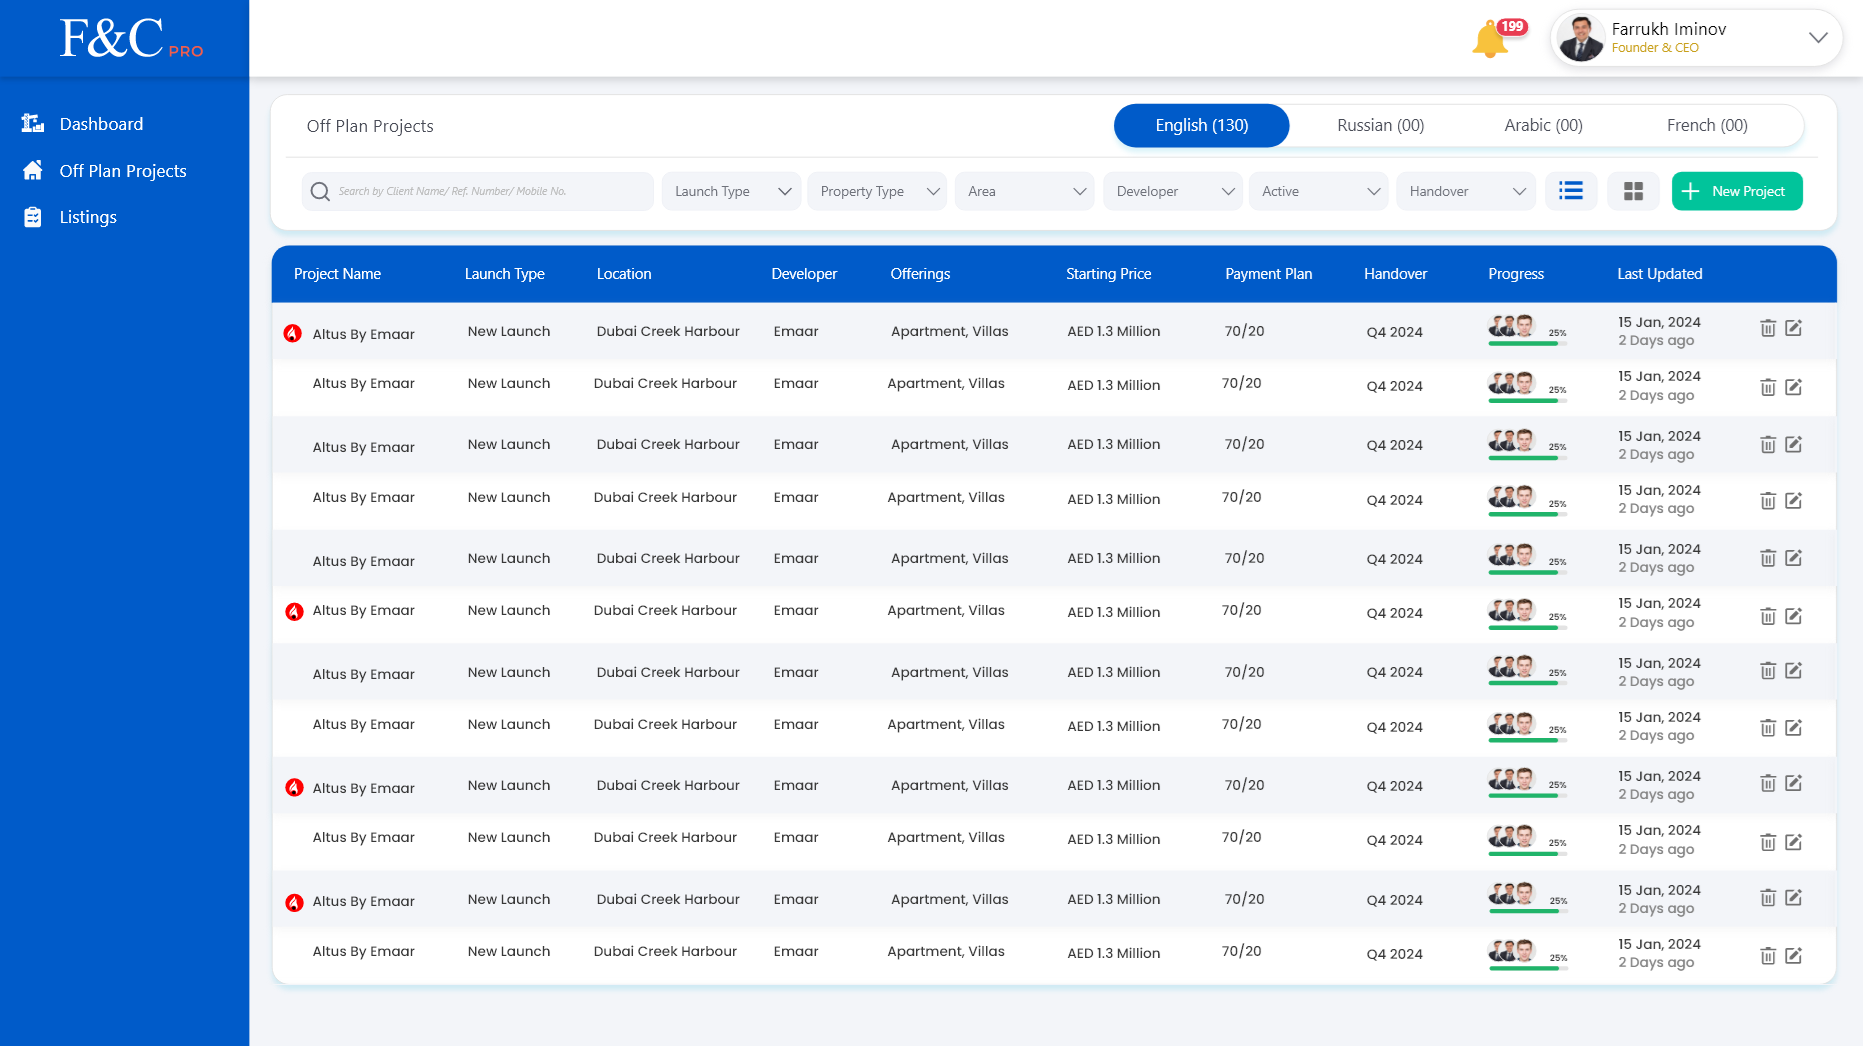 F&C PRO
199
Farrukh Iminov
Founder & CEO
Dashboard
Off Plan Projects
Listings
Off Plan Projects
English (130) Russian (00) Arabic (00) French (00)
Search by Client Name/ Ref. Number/ Mobile No. Launch Type Property Type Area Developer Active Handover New Project
Project Name Launch Type Location Developer Offerings Starting Price Payment Plan Handover Progress Last Updated
Altus By Emaar New Launch Dubai Creek Harbour Emaar Apartment, Villas AED 1.3 Million 70/20 Q4 2024 25% 15 Jan, 2024
2 Days ago
Altus By Emaar New Launch Dubai Creek Harbour Emaar Apartment, Villas AED 1.3 Million 70/20 Q4 2024 25% 15 Jan, 2024
2 Days ago
Altus By Emaar New Launch Dubai Creek Harbour Emaar Apartment, Villas AED 1.3 Million 70/20 Q4 2024 25% 15 Jan, 2024
2 Days ago
Altus By Emaar New Launch Dubai Creek Harbour Emaar Apartment, Villas AED 1.3 Million 70/20 Q4 2024 25% 15 Jan, 2024
2 Days ago
Altus By Emaar New Launch Dubai Creek Harbour Emaar Apartment, Villas AED 1.3 Million 70/20 Q4 2024 25% 15 Jan, 2024
2 Days ago
Altus By Emaar New Launch Dubai Creek Harbour Emaar Apartment, Villas AED 1.3 Million 70/20 Q4 2024 25% 15 Jan, 2024
2 Days ago
Altus By Emaar New Launch Dubai Creek Harbour Emaar Apartment, Villas AED 1.3 Million 70/20 Q4 2024 25% 15 Jan, 2024
2 Days ago
Altus By Emaar New Launch Dubai Creek Harbour Emaar Apartment, Villas AED 1.3 Million 70/20 Q4 2024 25% 15 Jan, 2024
2 Days ago
Altus By Emaar New Launch Dubai Creek Harbour Emaar Apartment, Villas AED 1.3 Million 70/20 Q4 2024 25% 15 Jan, 2024
2 Days ago
Altus By Emaar New Launch Dubai Creek Harbour Emaar Apartment, Villas AED 1.3 Million 70/20 Q4 2024 25% 15 Jan, 2024
2 Days ago
Altus By Emaar New Launch Dubai Creek Harbour Emaar Apartment, Villas AED 1.3 Million 70/20 Q4 2024 25% 15 Jan, 2024
2 Days ago
Altus By Emaar New Launch Dubai Creek Harbour Emaar Apartment, Villas AED 1.3 Million 70/20 Q4 2024 25% 15 Jan, 2024
2 Days ago